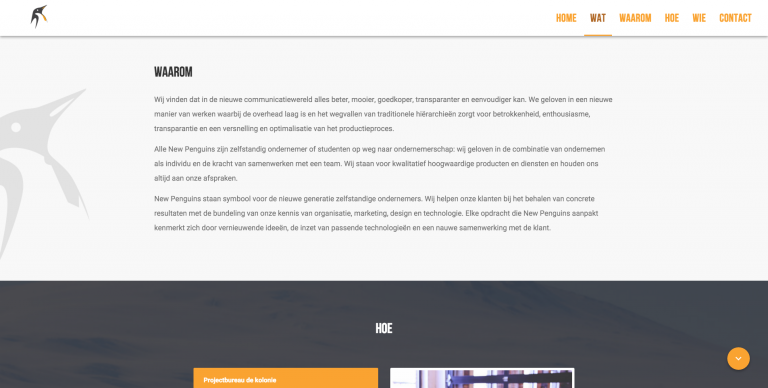 HOME WAT WAAROM HOE WIE CONTACT
WAAROM
Wij vinden dat in de nieuwe communicatiewereld alles beter, mooier, goedkoper, transparanter en eenvoudiger kan. We geloven in een nieuwe
manier van werken waarbij de overhead laag is en het wegvallen van traditionele hiërarchieën zorgt voor betrokkenheid, enthousiasme,
transparantie en een versnelling en optimalisatie van het productieproces.
Alle New Penguins zijn zelfstandig ondernemer of studenten op weg naar ondernemerschap: wij geloven in de combinatie van ondernemen
als individu en de kracht van samenwerken met een team. Wij staan voor kwalitatief hoogwaardige producten en diensten en houden ons
altijd aan onze afspraken.
New Penguins staan symbool voor de nieuwe generatie zelfstandige ondernemers. Wij helpen onze klanten bij het behalen van concrete
resultaten met de bundeling van onze kennis van organisatie, marketing, design en technologie. Elke opdracht die New Penguins aanpakt
kenmerkt zich door vernieuwende ideeën, de inzet van passende technologieën en een nauwe samenwerking met de klant.
HOE
Projectbureau de kolonie